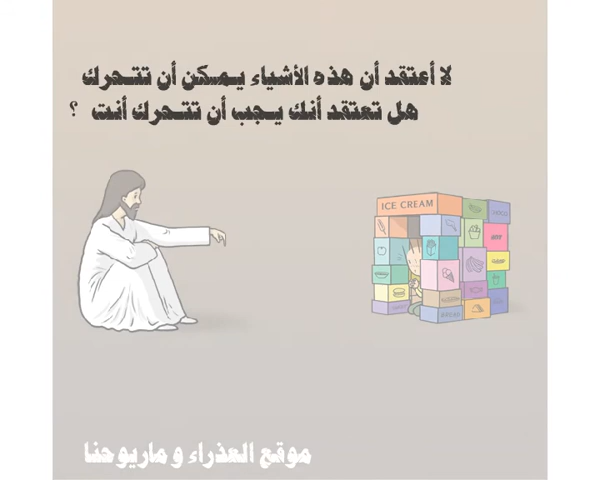 لا أعتقد أن هذه الأشياء يمكن أن تتحرك
هل تعتقد أنك يجب أن تتحرك أنت ؟
ICE CREAM
BREAD
موقع العذراء و ماريوحنا